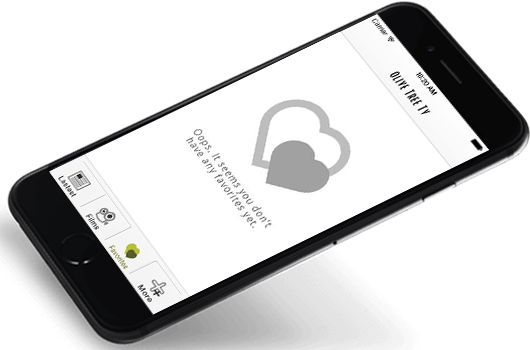 Carrier
10:20 AM
OLIVE TREE TV
Oops. It seems you don't
have any favorites yet.
Lastest
Films
Favorites
More